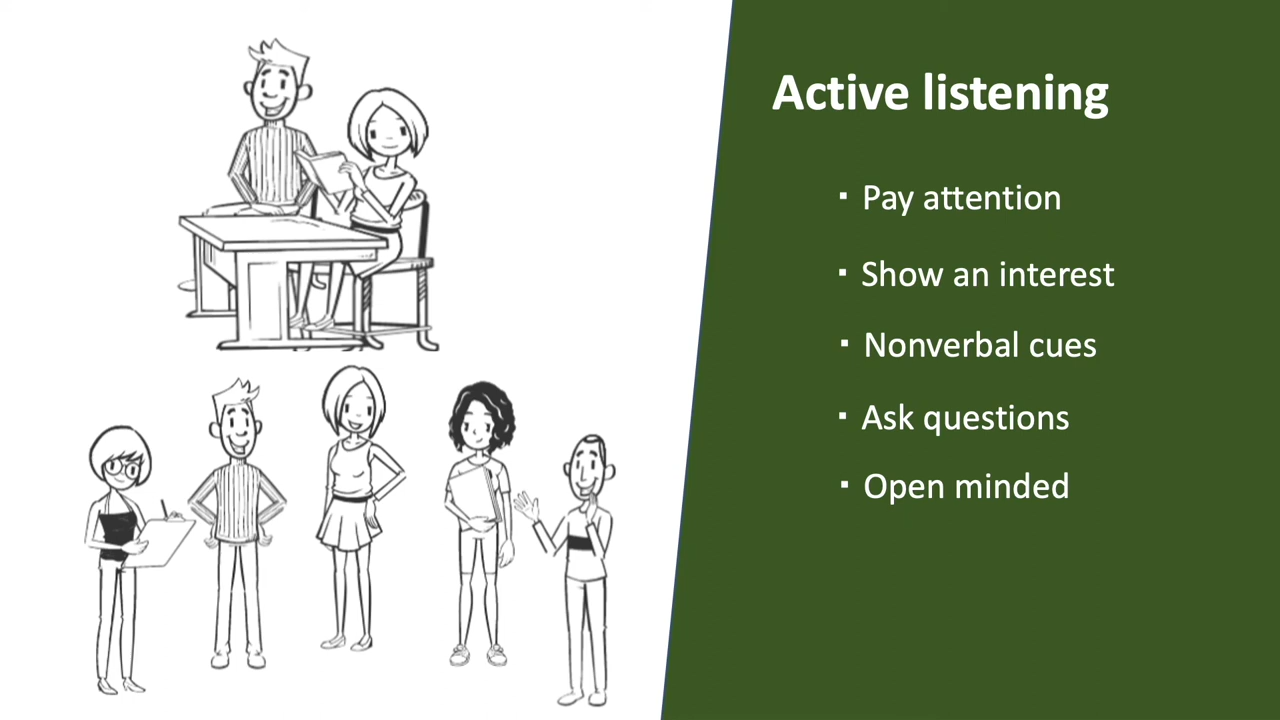 Active listening
▪ Pay attention
▪ Show an interest
▪ Nonverbal cues
▪ Ask questions
▪ Open minded